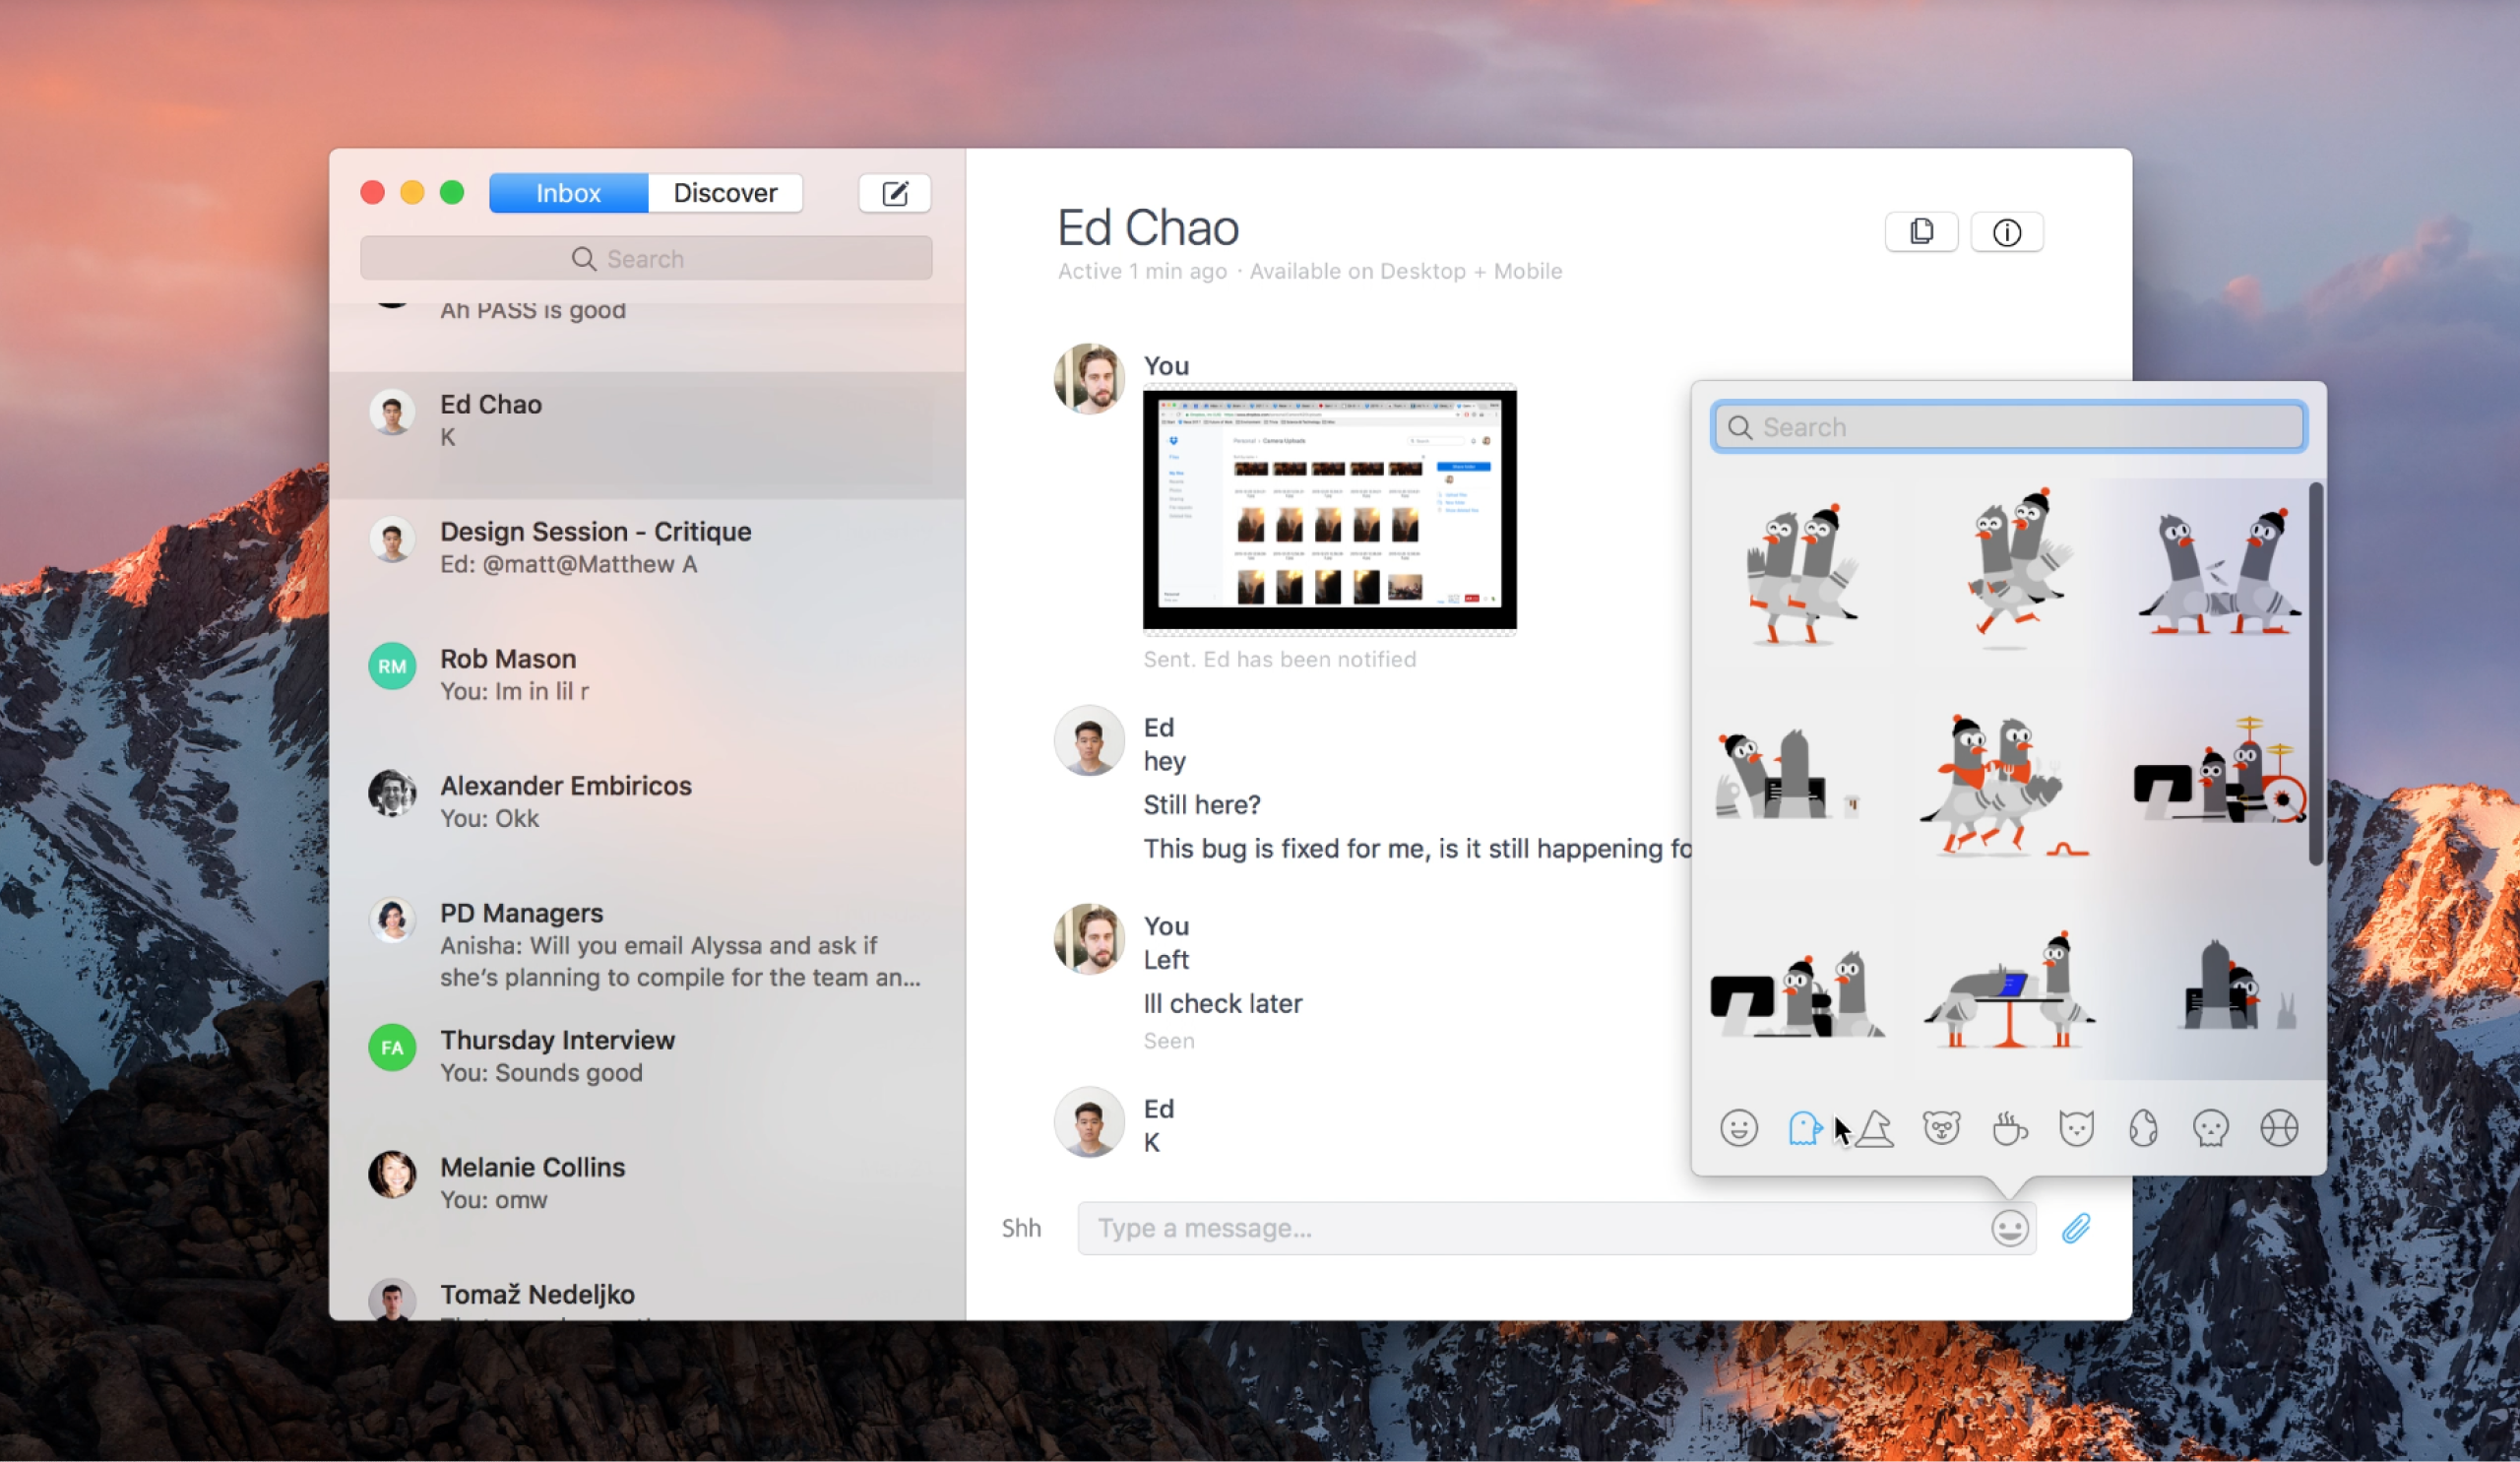 Inbox
Discover
Search
Ah PASS is good
Ed Chao
K
Design Session - Critique
Ed: @matt@Matthew A
RM
Rob Mason
You: Im in lil r
Alexander Embiricos
You: Okk
PD Managers
Anisha: Will you email Alyssa and ask if
she’s planning to compile for the team an...
FA
Thursday Interview
You: Sounds good
Melanie Collins
You: omw
Tomaž Nedeljko
Ed Chao
Active 1 min ago · Available on Desktop + Mobile
You
Personal › Camera Uploads
Sent. Ed has been notified
Ed
hey
Still here?
This bug is fixed for me, is it still happening fo
You
Left
Ill check later
Seen
Ed
K
Shh
Type a message...
Search